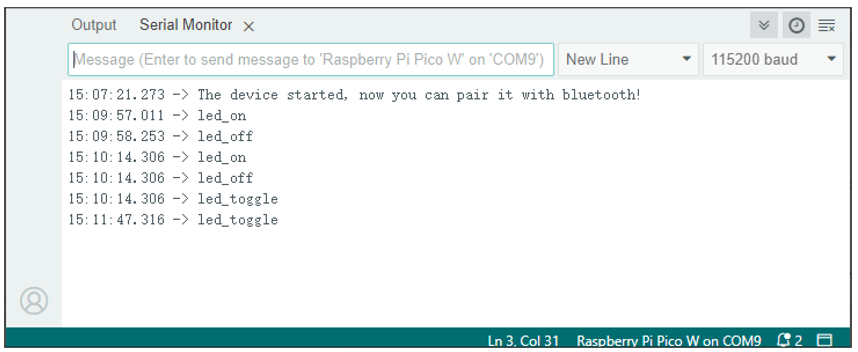 Output Serial Monitor ×
Message (Enter to send message to 'Raspberry Pi Pico W' on 'COM9') New Line 115200 baud
15:07:21.273 -> The device started, now you can pair it with bluetooth!
15:09:57.011 -> led_on
15:09:58.253 -> led_off
15:10:14.306 -> led_on
15:10:14.306 -> led_off
15:10:14.306 -> led_toggle
15:11:47.316 -> led_toggle
Ln 3, Col 31 Raspberry Pi Pico W on COM9 2